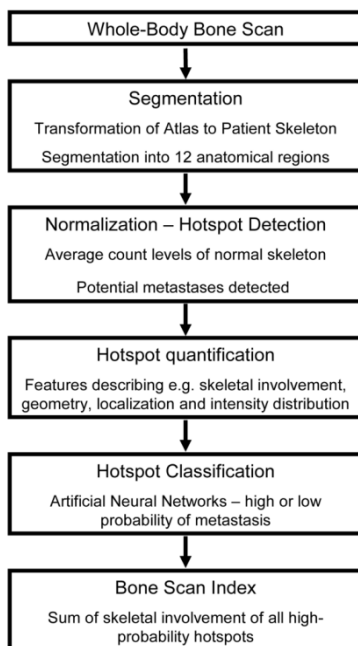 Whole-Body Bone Scan
Segmentation
Transformation of Atlas to Patient Skeleton
Segmentation into 12 anatomical regions
Normalization – Hotspot Detection
Average count levels of normal skeleton
Potential metastases detected
Hotspot quantification
Features describing e.g. skeletal involvement,
geometry, localization and intensity distribution
Hotspot Classification
Artificial Neural Networks – high or low
probability of metastasis
Bone Scan Index
Sum of skeletal involvement of all high-
probability hotspots